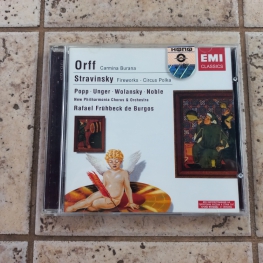 Orff Carmina Burana
Stravinsky Fireworks · Circus Polka
Popp · Unger · Wolansky · Noble
New Philharmonia Chorus & Orchestra
Rafael Frühbeck de Burgos
EMI
CLASSICS